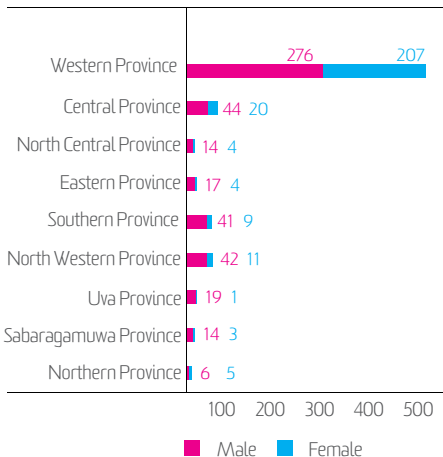 Western Province 276 207
Central Province 44 20
North Central Province 14 4
Eastern Province 17 4
Southern Province 41 9
North Western Province 42 11
Uva Province 19 1
Sabaragamuwa Province 14 3
Northern Province 6 5
100 200 300 400 500
Male Female